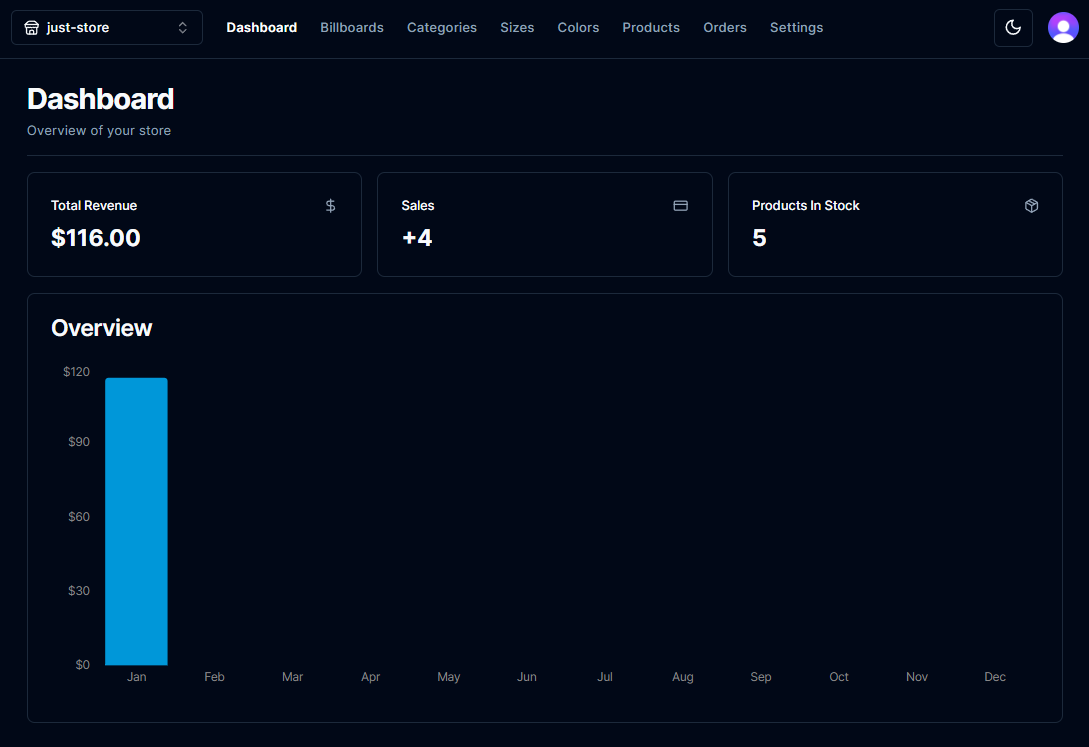 just-store Dashboard Billboards Categories Sizes Colors Products Orders Settings
Dashboard
Overview of your store
Total Revenue $
$116.00
Sales
+4
Products In Stock
5
Overview
$120
$90
$60
$30
$0
Jan Feb Mar Apr May Jun Jul Aug Sep Oct Nov Dec